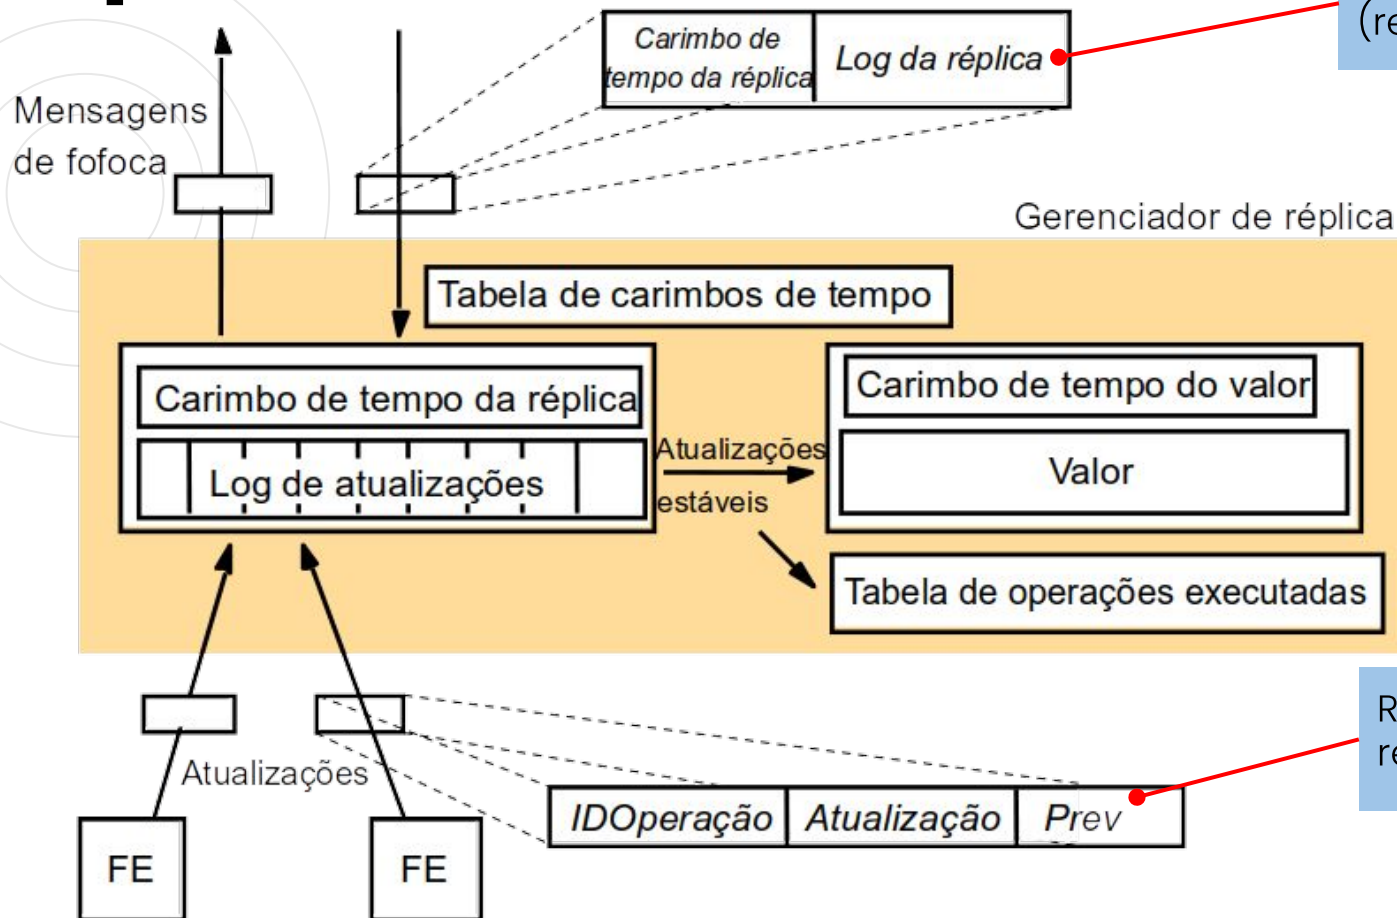 (re
Carimbo de
tempo da réplica
Log da réplica
Mensagens
de fofoca
Gerenciador de réplica
Tabela de carimbos de tempo
Carimbo de tempo da réplica
Log de atualizações
Atualizações
estáveis
Carimbo de tempo do valor
Valor
Tabela de operações executadas
Atualizações
R
re
IDOperação
Atualização
Prev
FE
FE